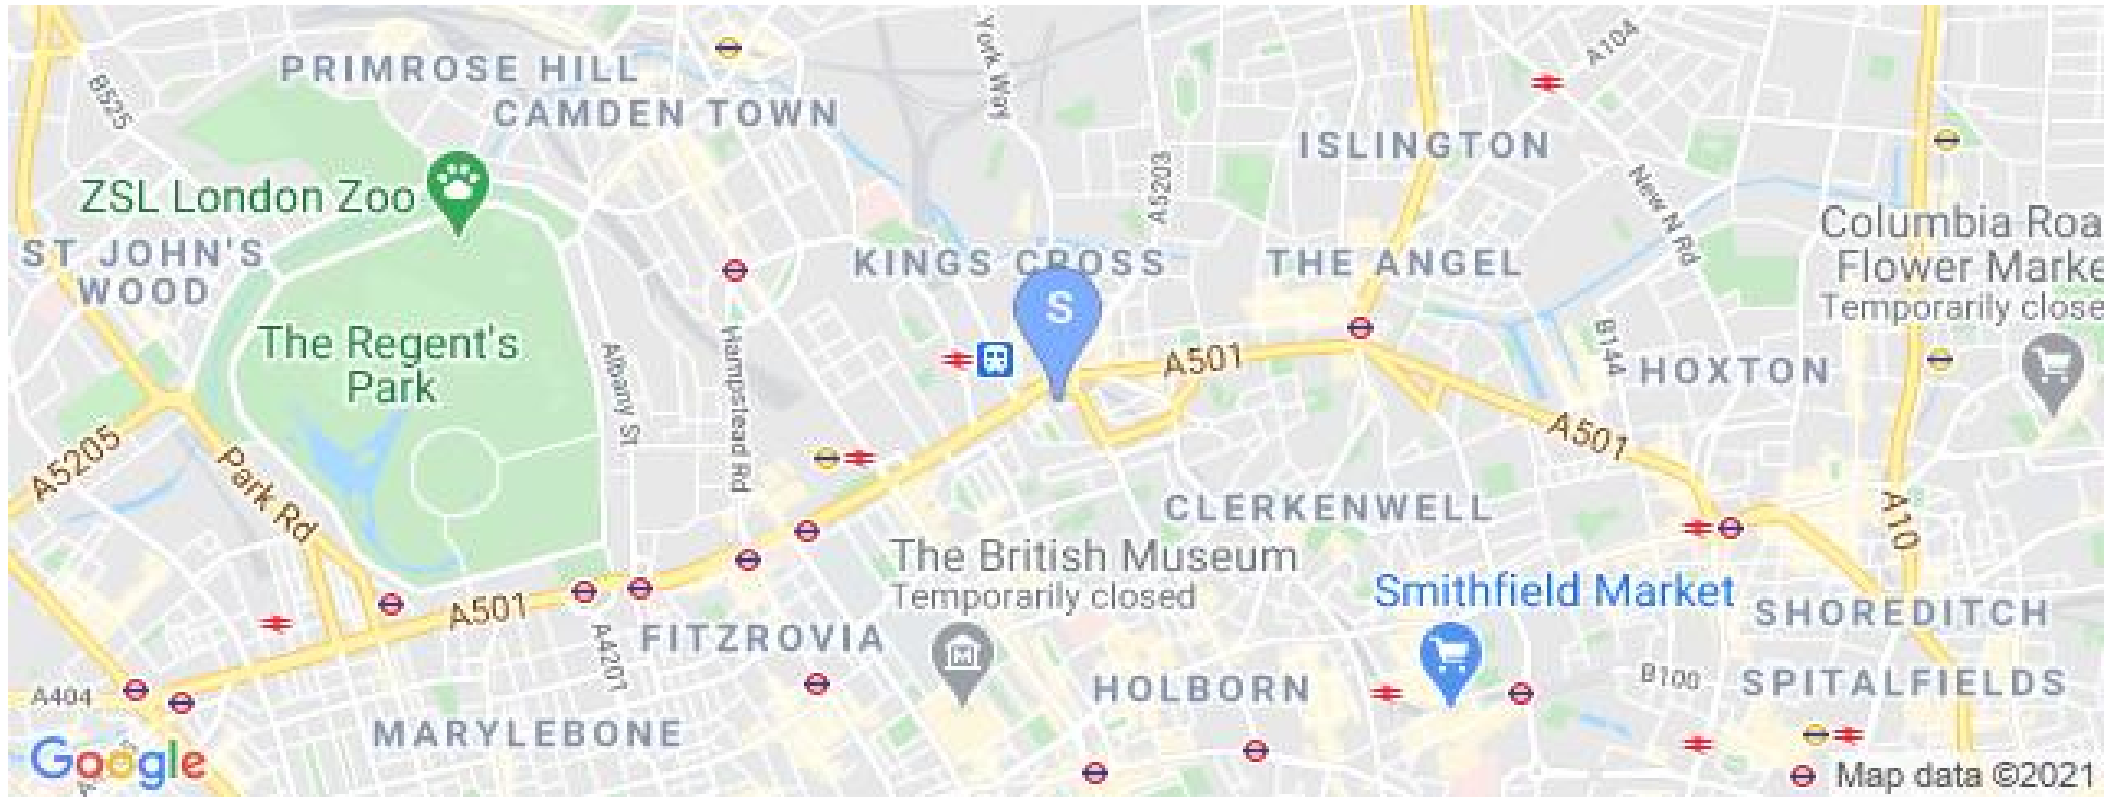 PRIMROSE HILL
CAMDEN TOWN
B525
York Way
A104
ISLINGTON
ZSL London Zoo
A5203
New N Rd
Columbia Roa
Flower Marke
Temporarily close
ST JOHN'S
WOOD
KINGS CROSS
THE ANGEL
S
The Regent's
Park
Albany St
Hampstead Rd
A501
B144
HOXTON
A5205
Park Rd
A501
A10
CLERKENWELL
The British Museum
Temporarily closed
Smithfield Market
A501
SHOREDITCH
FITZROVIA
A4201
A404
HOLBORN
B100
SPITALFIELDS
MARYLEBONE
Google
Map data ©2021